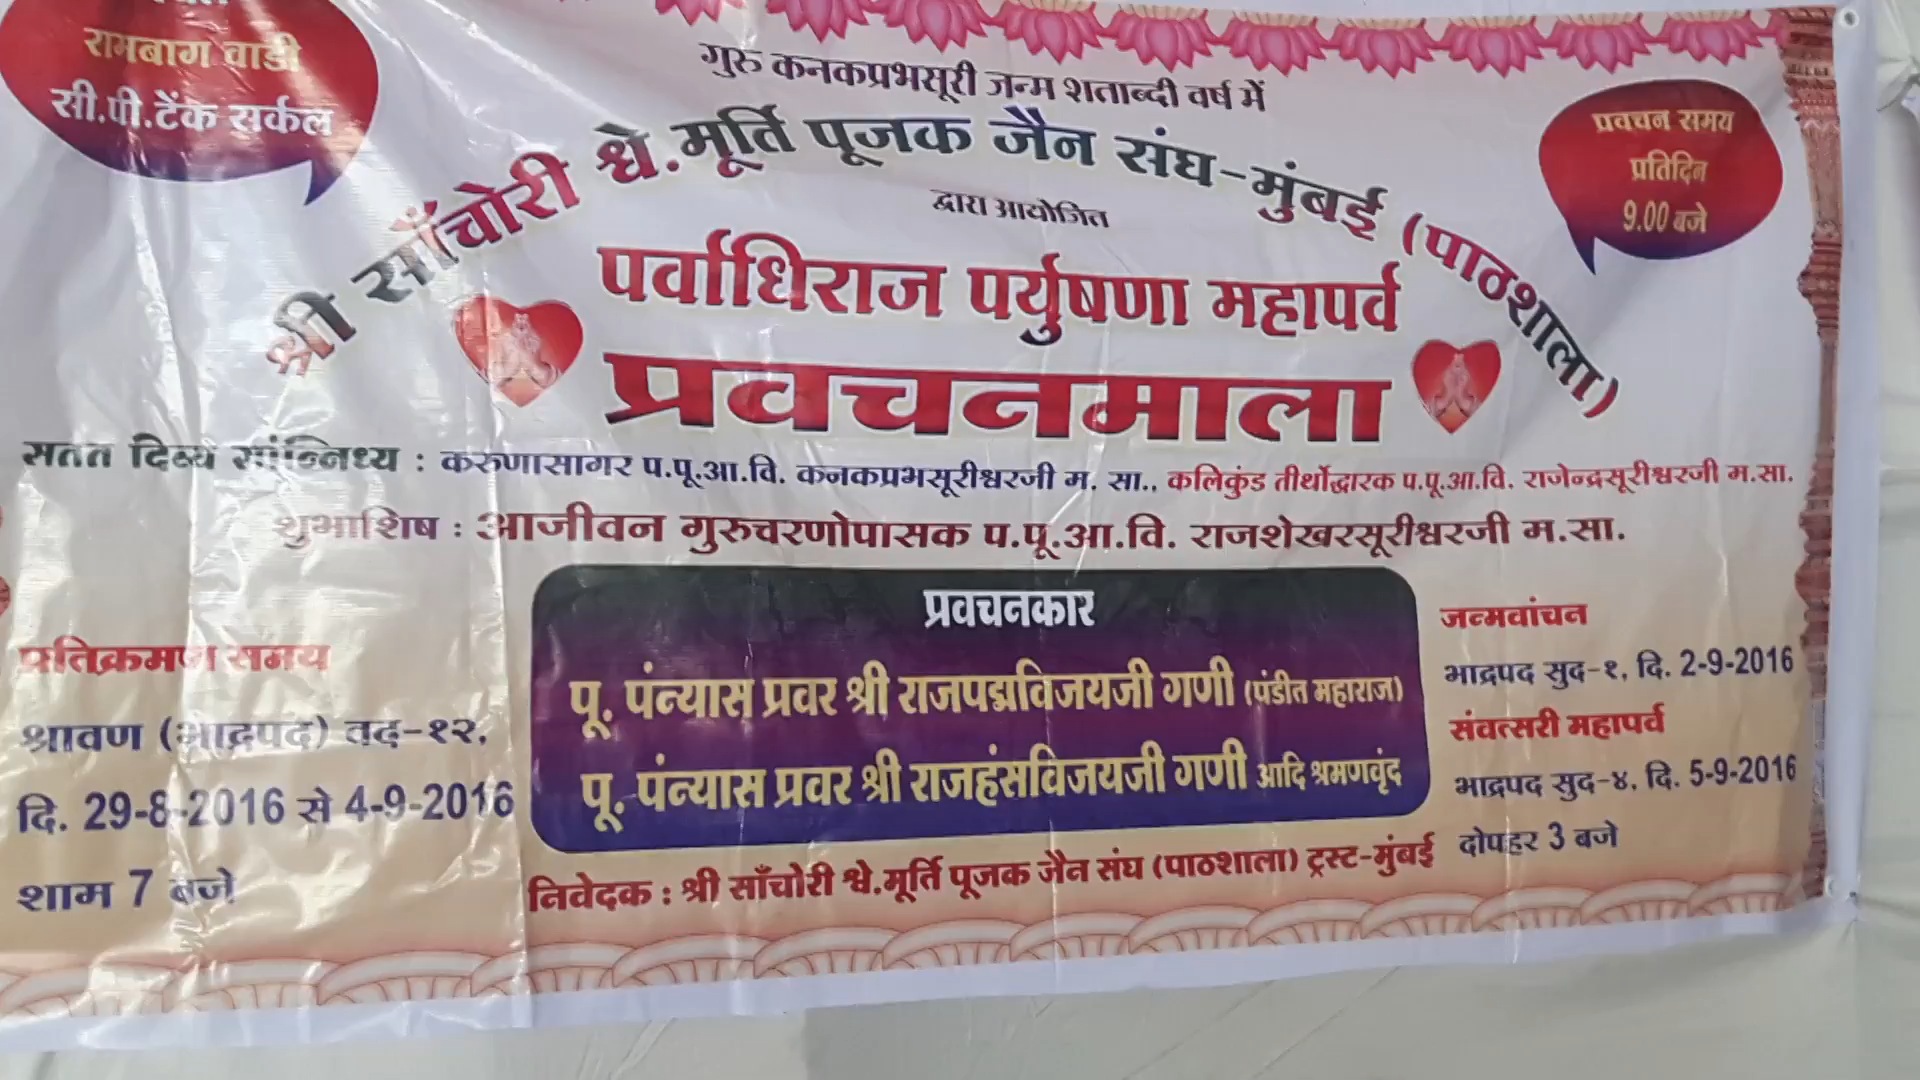 रामबाग वाडी
सी.पी.टेंक सर्कल
गुरु कनकप्रभसूरी जन्म शताब्दी वर्ष में
श्री साँचोरी श्वे.मूर्ति पूजक जैन संघ-मुंबई (पाठशाला)
द्वारा आयोजित
प्रवचन समय
प्रतिदिन
9.00 बजे
पर्वाधिराज पर्युषणा महापर्व
प्रवचनमाला
सतत दिव्य सांन्निध्य : करुणासागर प.पू.आ.वि. कनकप्रभसूरीश्वरजी म. सा., कलिकुंड तीर्थोद्धारक प.पू.आ.वि. राजेन्द्रसूरीश्वरजी म.सा.
शुभाशिष : आजीवन गुरुचरणोपासक प.पू.आ.वि. राजशेखरसूरीश्वरजी म.सा.
प्रतिक्रमण समय
श्रावण (भाद्रपद) वद-१२,
दि. 29-8-2016 से 4-9-2016
शाम 7 बजे
प्रवचनकार
पू. पंन्यास प्रवर श्री राजपद्मविजयजी गणी (पंडीत महाराज)
पू. पंन्यास प्रवर श्री राजहंसविजयजी गणी आदि श्रमणवृंद
जन्मवांचन
भाद्रपद सुद-१, दि. 2-9-2016
संवत्सरी महापर्व
भाद्रपद सुद-४, दि. 5-9-2016
दोपहर 3 बजे
निवेदक : श्री साँचोरी श्वे.मूर्ति पूजक जैन संघ (पाठशाला) ट्रस्ट-मुंबई